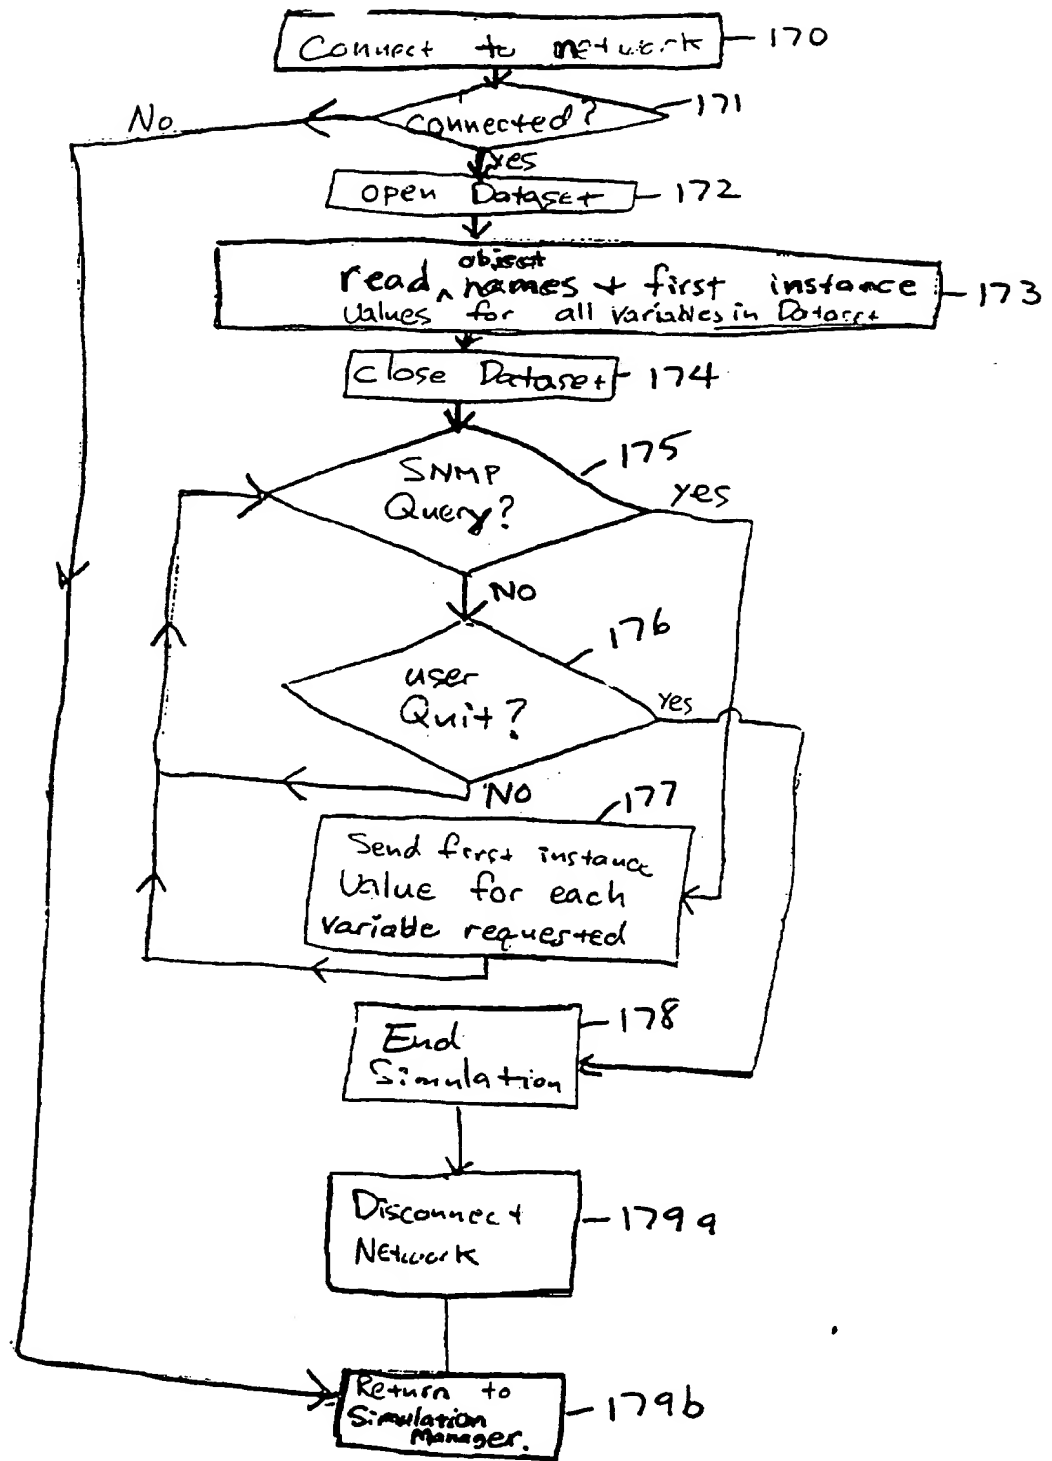 Connect to network
170
171
No
connected?
yes
open Dataset
172
object
read ^ names + first instance
values for all variables in Dataset
173
close Dataset
174
175
SNMP
Query?
yes
NO
176
user
Quit?
yes
NO
177
Send first instance
value for each
variable requested
178
End
Simulation
Disconnect
Network
179a
Return to
Simulation
Manager.
179b